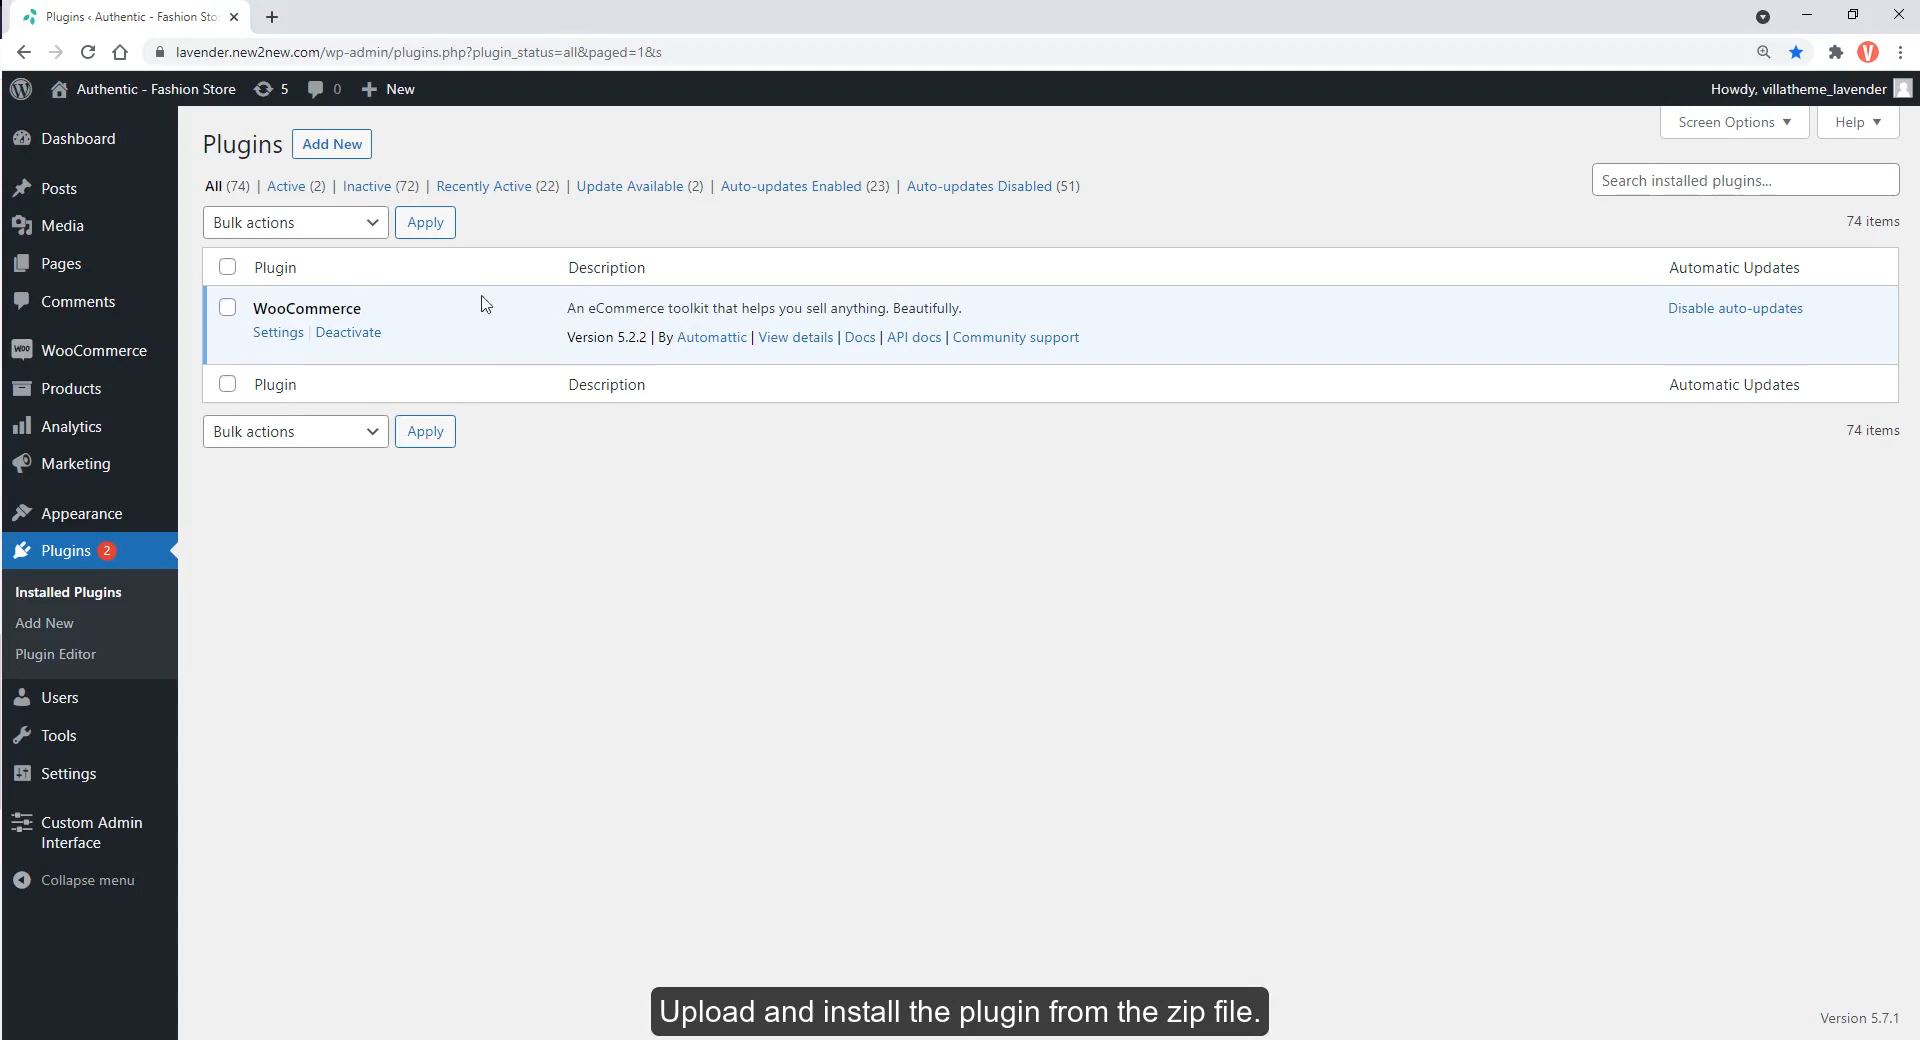 Plugins ‹ Authentic - Fashion Sto
lavender.new2new.com/wp-admin/plugins.php?plugin_status=all&paged=1&s
V
Authentic - Fashion Store 5 0 New
Howdy, villatheme_lavender
Screen Options Help
Dashboard
Posts
Media
Pages
Comments
WOO WooCommerce
Products
Analytics
Marketing
Appearance
Plugins 2
Installed Plugins
Add New
Plugin Editor
Users
Tools
Settings
Custom Admin
Interface
Collapse menu
Plugins Add New
All (74) | Active (2) | Inactive (72) | Recently Active (22) | Update Available (2) | Auto-updates Enabled (23) | Auto-updates Disabled (51)
Search installed plugins...
Bulk actions Apply
74 items
Plugin Description Automatic Updates
WooCommerce An eCommerce toolkit that helps you sell anything. Beautifully. Disable auto-updates
Settings | Deactivate Version 5.2.2 | By Automattic | View details | Docs | API docs | Community support
Plugin Description Automatic Updates
Bulk actions Apply
74 items
Upload and install the plugin from the zip file.
Version 5.7.1